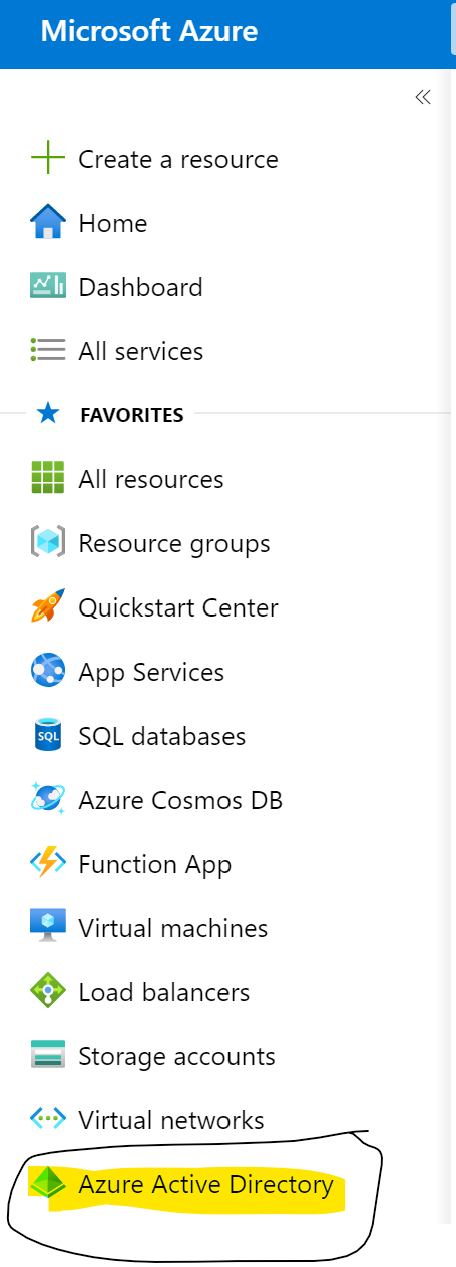 Microsoft Azure
Create a resource
Home
Dashboard
All services
FAVORITES
All resources
Resource groups
Quickstart Center
App Services
SQL
SQL databases
Azure Cosmos DB
Function App
Virtual machines
Load balancers
Storage accounts
Virtual networks
Azure Active Directory